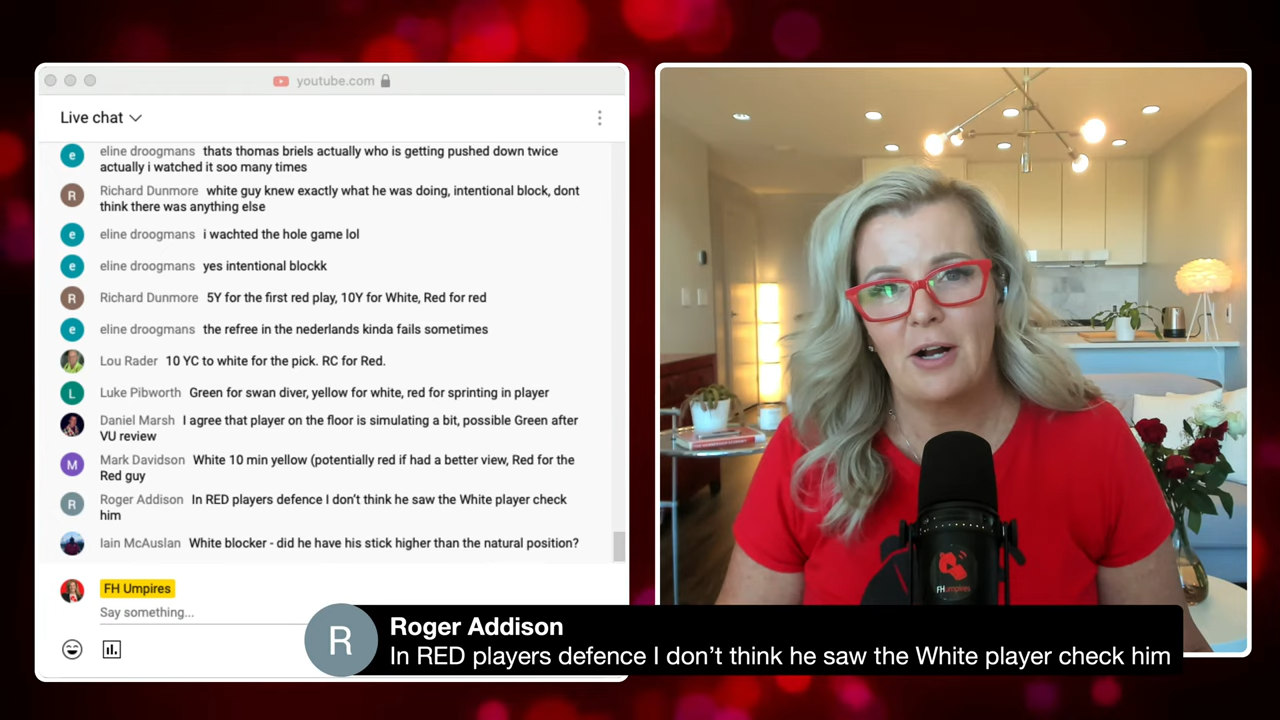 youtube.com
Live chat
eline droogmans thats thomas briels actually who is getting pushed down twice
actually i watched it soo many times
Richard Dunmore white guy knew exactly what he was doing, intentional block, dont
think there was anything else
eline droogmans i wachted the hole game lol
eline droogmans yes intentional blockk
Richard Dunmore 5Y for the first red play, 10Y for White, Red for red
eline droogmans the refree in the nederlands kinda fails sometimes
Lou Rader 10 YC to white for the pick. RC for Red.
Luke Pibworth Green for swan diver, yellow for white, red for sprinting in player
Daniel Marsh I agree that player on the floor is simulating a bit, possible Green after
VU review
Mark Davidson White 10 min yellow (potentially red if had a better view, Red for the
Red guy
Roger Addison In RED players defence I don't think he saw the White player check
him
Iain McAuslan White blocker - did he have his stick higher than the natural position?
FH Umpires
Say something...
e
R
e
e
R
e
L
M
R
FHumpires
R
Roger Addison
In RED players defence I don't think he saw the White player check him